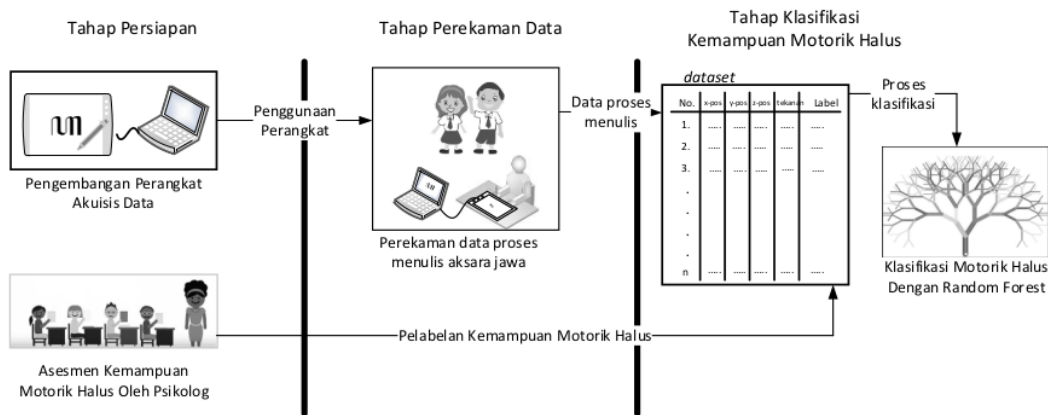 Tahap Persiapan
Pengembangan Perangkat
Akuisis Data
Asesmen Kemampuan
Motorik Halus Oleh Psikolog
Penggunaan
Perangkat
Tahap Perekaman Data
Perekaman data proses
menulis aksara jawa
Data proses
menulis
Pelabelan Kemampuan Motorik Halus
Tahap Klasifikasi
Kemampuan Motorik Halus
dataset
No. x-pos y-pos z-pos tekanan Label
1. ..... ..... ..... ..... .....
2. ..... ..... ..... ..... .....
3. ..... ..... ..... ..... .....
.
.
.
.
n ..... ..... ..... ..... .....
Proses
klasifikasi
Klasifikasi Motorik Halus
Dengan Random Forest